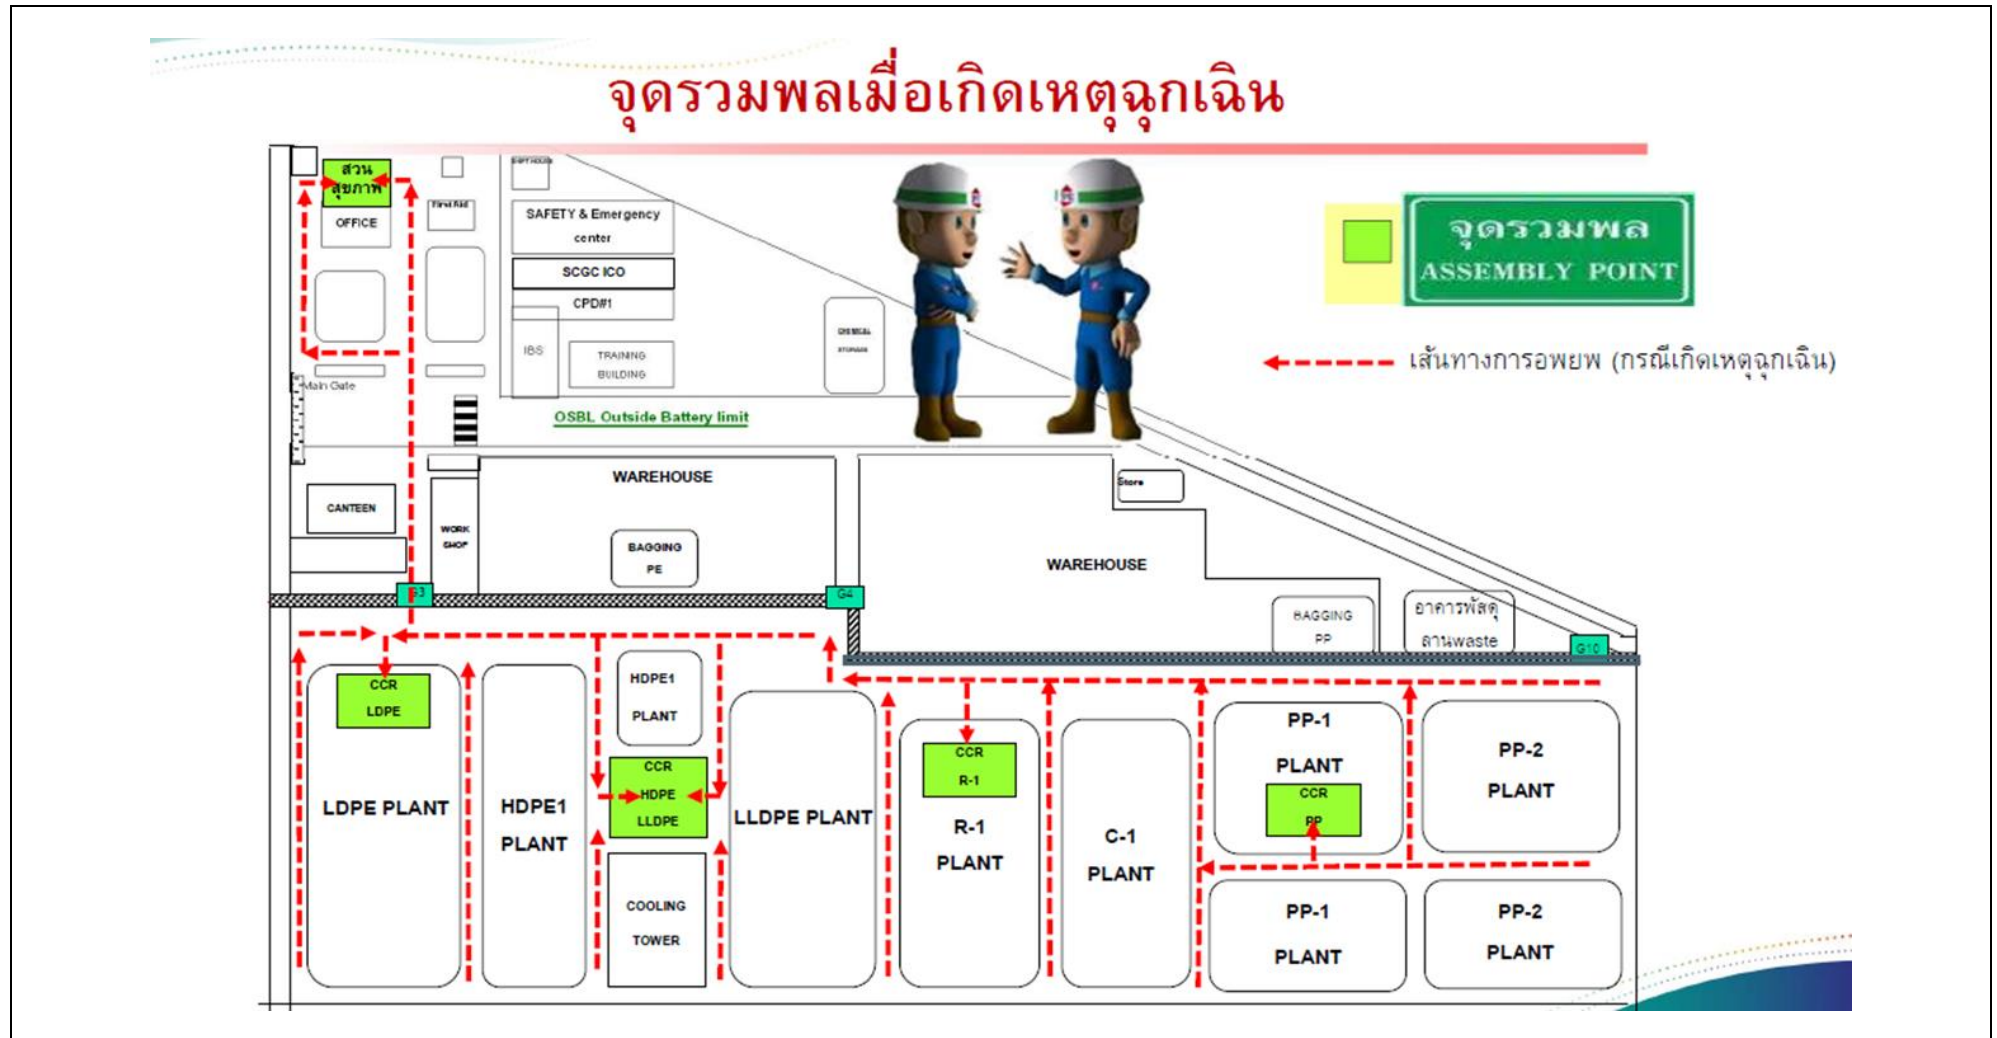 จุดรวมพลเมื่อเกิดเหตุฉุกเฉิน
สวน
สุขภาพ
OFFICE
First Aid
SAFETY & Emergency
center
SCGC ICO
CPD#1
IBS
TRAINING
BUILDING
CHEMICAL
STORAGE
จุดรวมพล
ASSEMBLY POINT
เส้นทางการอพยพ (กรณีเกิดเหตุฉุกเฉิน)
Main Gate
OSBL Outside Battery limit
CANTEEN
WORK
SHOP
WAREHOUSE
BAGGING
PE
WAREHOUSE
Store
BAGGING
PP
อาคารพัสดุ
ลานwaste
G3
G4
G10
CCR
LDPE
LDPE PLANT
HDPE1
PLANT
HDPE1
PLANT
CCR
HDPE
LLDPE
COOLING
TOWER
LLDPE PLANT
CCR
R-1
R-1
PLANT
C-1
PLANT
PP-1
PLANT
CCR
PP
PP-2
PLANT
PP-1
PLANT
PP-2
PLANT